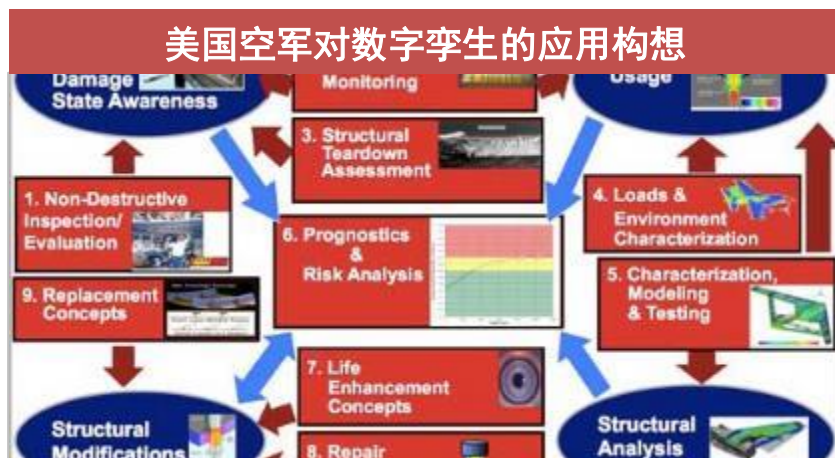 美国空军对数字孪生的应用构想
Damage
State Awareness
Monitoring
Usage
3. Structural
Teardown
Assessment
1. Non-Destructive
Inspection/
Evaluation
4. Loads &
Environment
Characterization
6. Prognostics
&
Risk Analysis
9. Replacement
Concepts
5. Characterization,
Modeling
& Testing
7. Life
Enhancement
Concepts
Structural
Modifications
8. Repair
Structural
Analysis